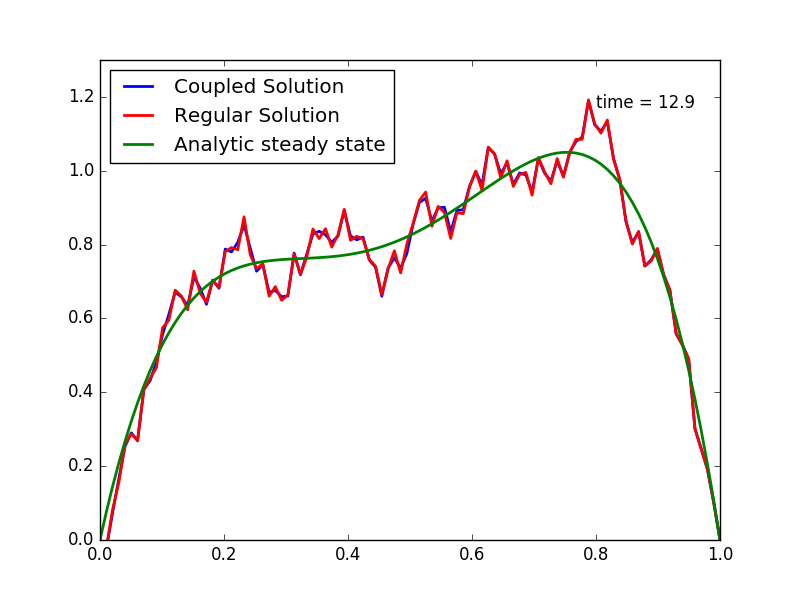 Coupled Solution
Regular Solution
Analytic steady state
time = 12.9
1.2
1.0
0.8
0.6
0.4
0.2
0.0
0.0 0.2 0.4 0.6 0.8 1.0